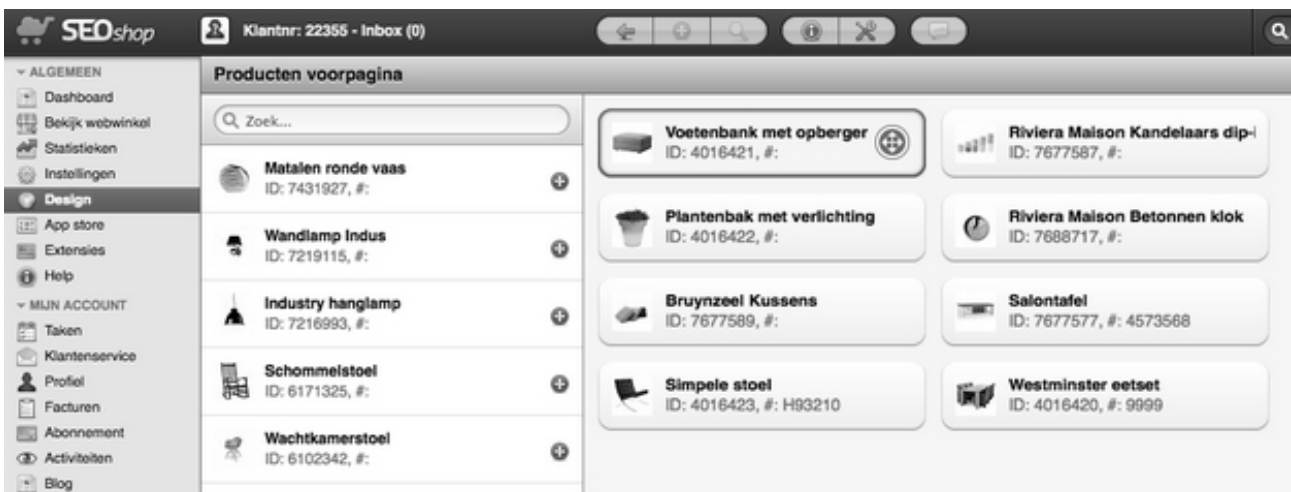 SEOshop
Klantnr: 22355 - Inbox (0)
ALGEMEEN
Dashboard
Bekijk webwinkel
Statistieken
Instellingen
Design
App store
Extensies
Help
MIJN ACCOUNT
Taken
Klantenservice
Profiel
Facturen
Abonnement
Activiteiten
Blog
Producten voorpagina
Zoek...
Matalen ronde vaas
ID: 7431927, #:
Wandlamp Indus
ID: 7219115, #:
Industry hanglamp
ID: 7216993, #:
Schommelstoel
ID: 6171325, #:
Wachtkamerstoel
ID: 6102342, #:
Voetenbank met opberger
ID: 4016421, #:
Riviera Maison Kandelaars dip-
ID: 7677587, #:
Plantenbak met verlichting
ID: 4016422, #:
Riviera Maison Betonnen klok
ID: 7688717, #:
Bruynzeel Kussens
ID: 7677589, #:
Salontafel
ID: 7677577, #: 4573568
Simpele stoel
ID: 4016423, #: H93210
Westminster eetset
ID: 4016420, #: 9999